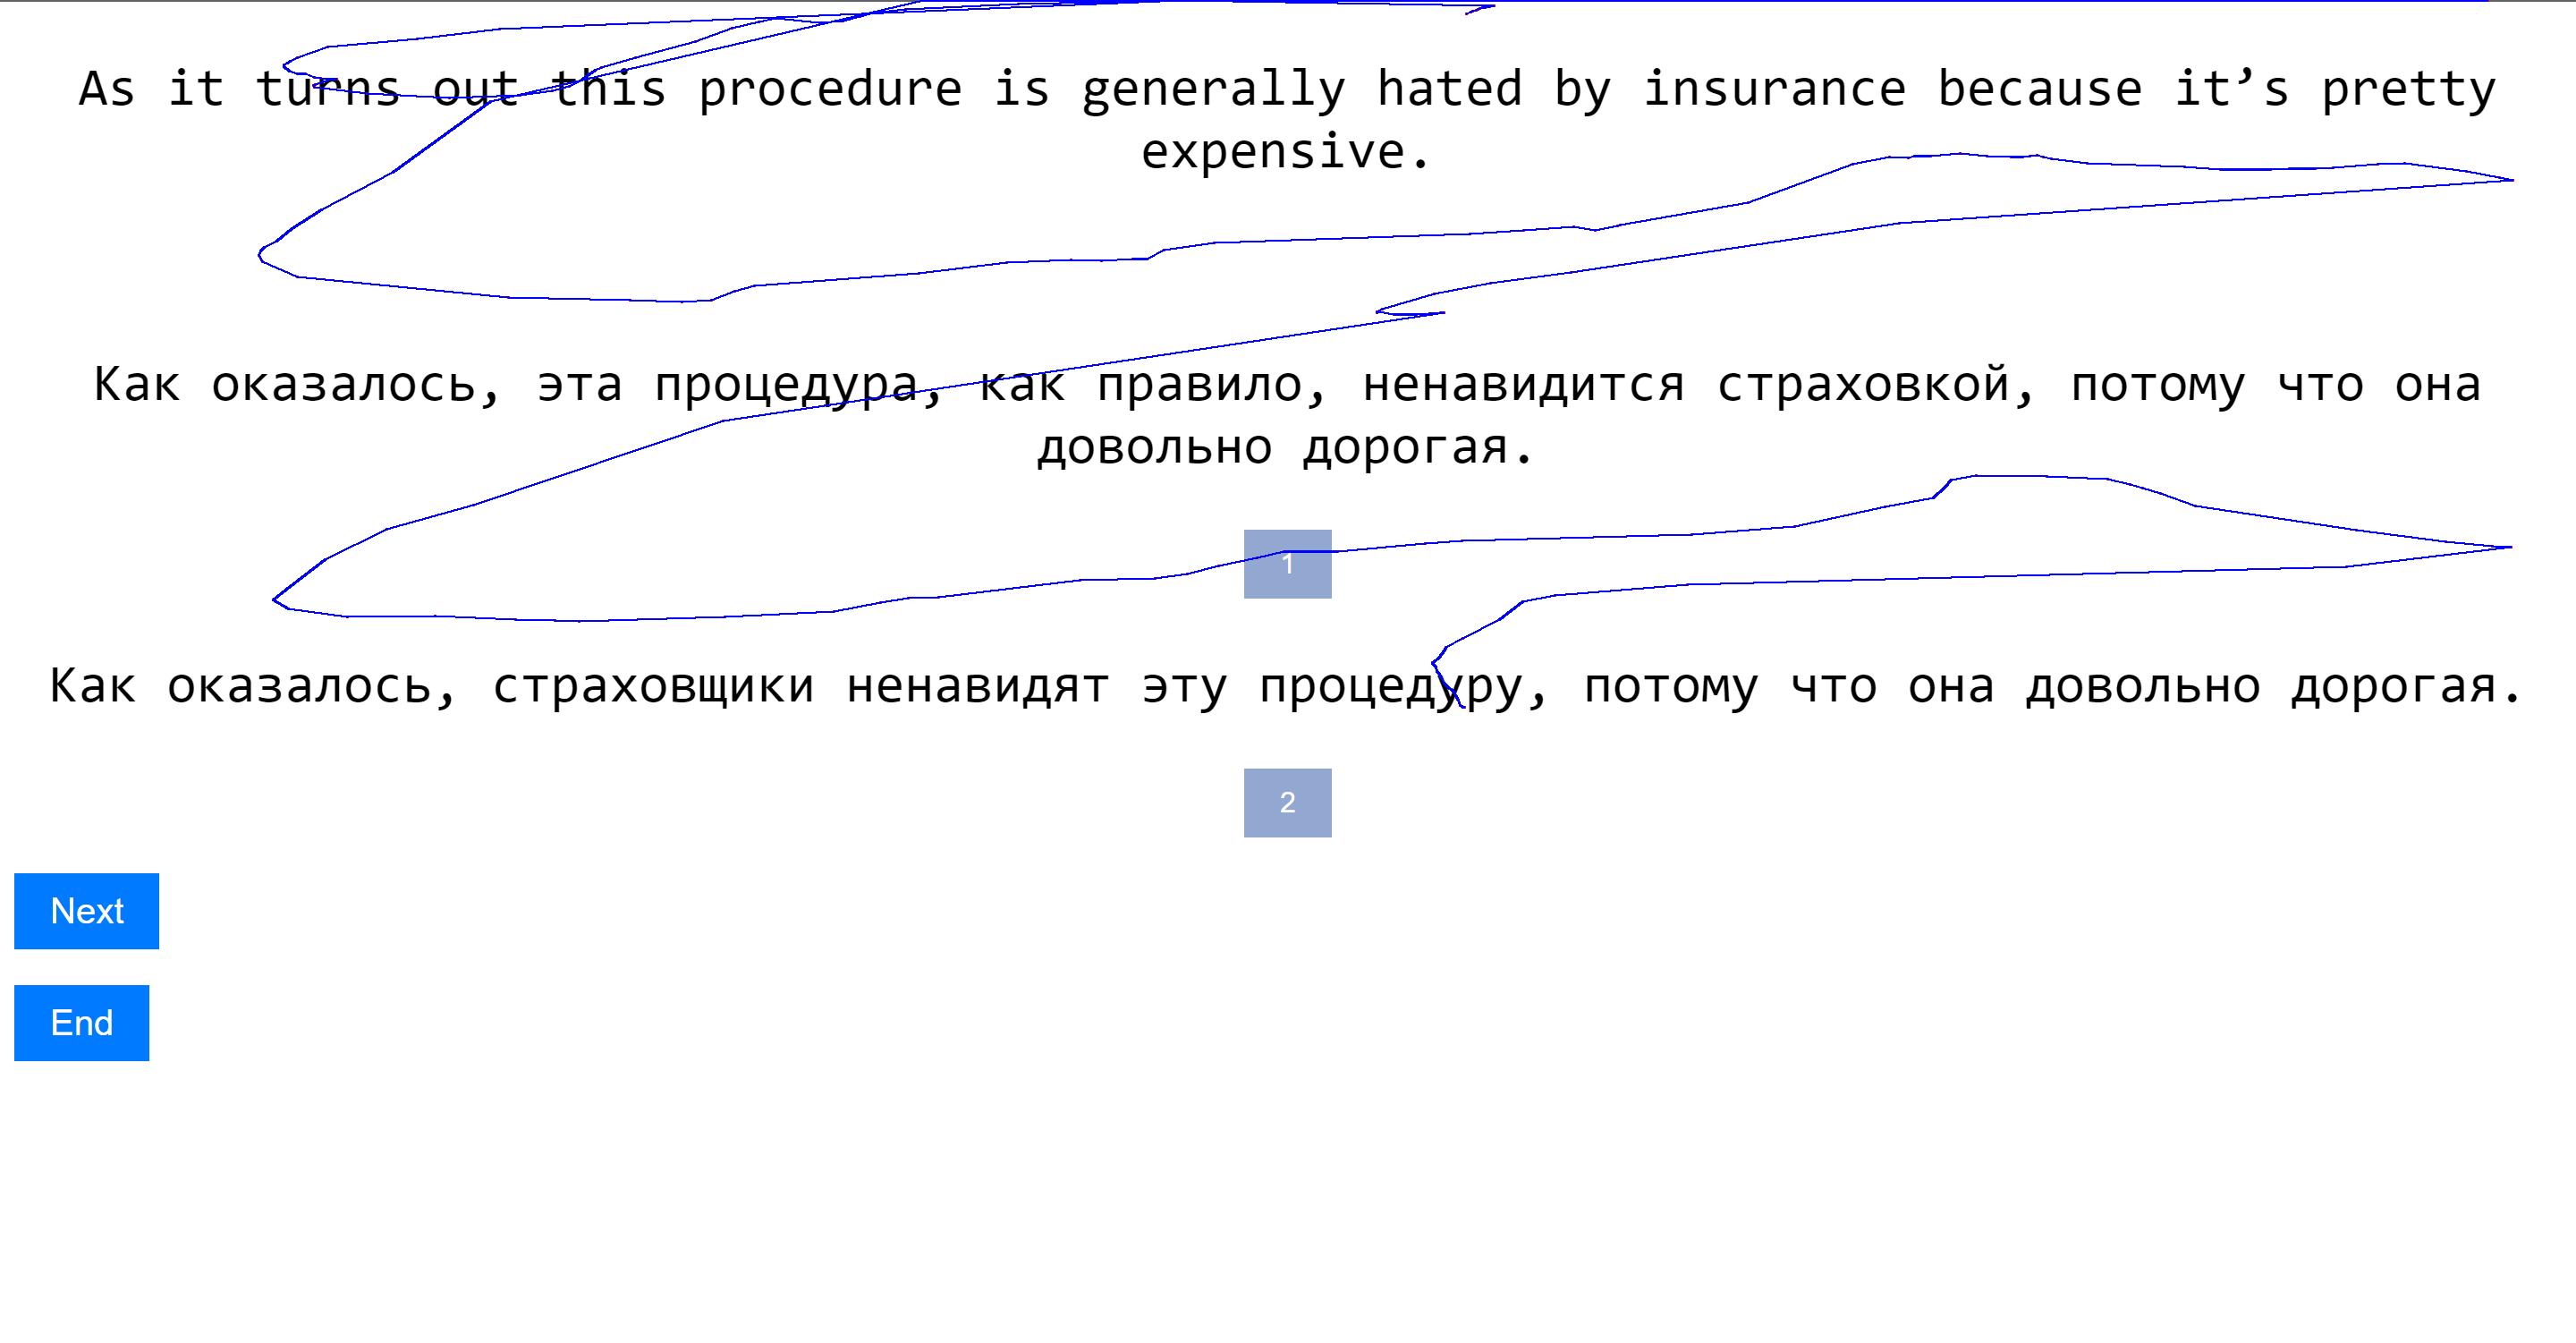 As it turns out this procedure is generally hated by insurance because it’s pretty
expensive.
Как оказалось, эта процедура, как правило, ненавидится страховкой, потому что она
довольно дорогая.
1
Как оказалось, страховщики ненавидят эту процедуру, потому что она довольно дорогая.
2
Next
End